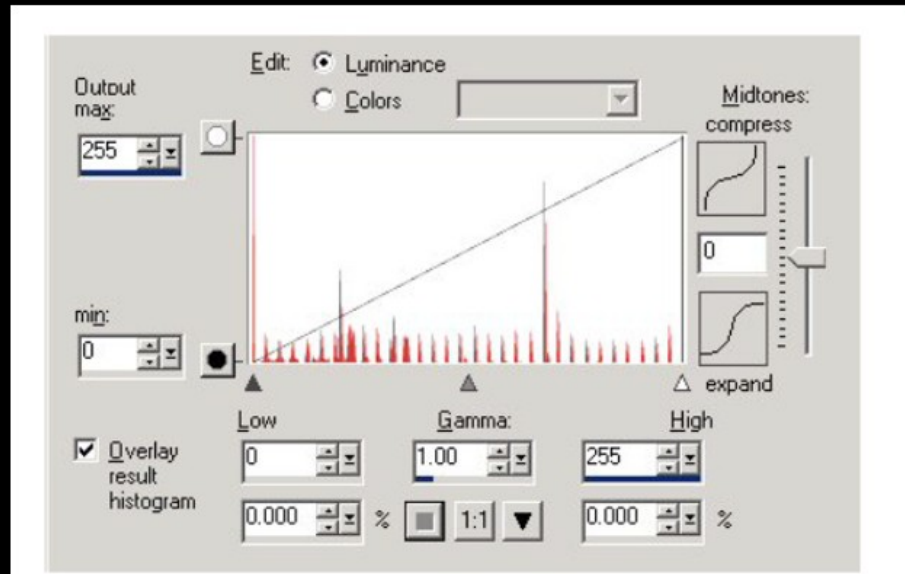 Edit: Luminance
Colors
Output
max:
255
Midtones:
compress
0
expand
min:
0
Low
0
0.000 %
Gamma:
1.00
1:1
High
255
0.000 %
Overlay
result
histogram